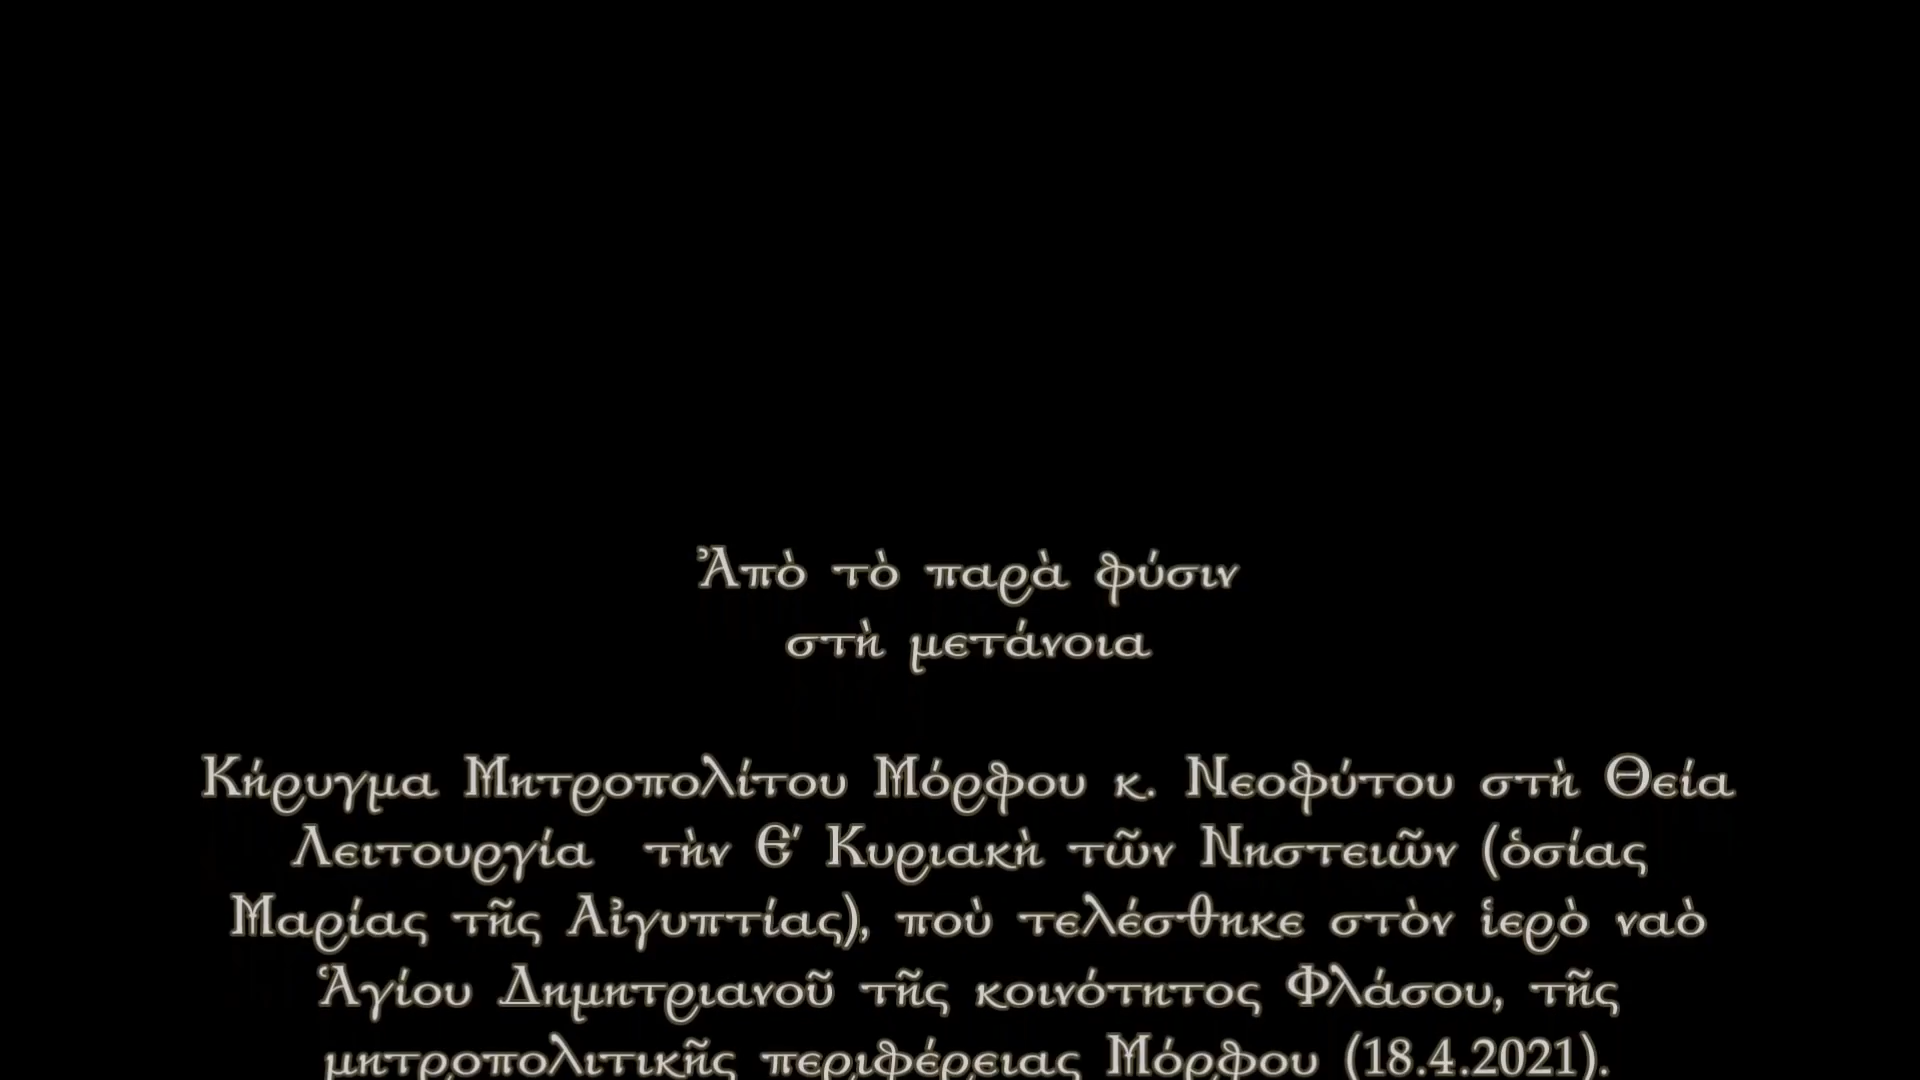 Ἀπὸ τὸ παρὰ φύσιν
στὴ μετάνοια
Κήρυγμα Μητροπολίτου Μόρφου κ. Νεοφύτου στὴ Θεία
Λειτουργία τὴν Ε' Κυριακὴ τῶν Νηστειῶν (ὁσίας
Μαρίας τῆς Αἰγυπτίας), ποὺ τελέσθηκε στὸν ἱερὸ ναὸ
Ἁγίου Δημητριανοῦ τῆς κοινότητος Φλάσου, τῆς
μητροπολιτικῆς περιφέρειας Μόρφου (18.4.2021).